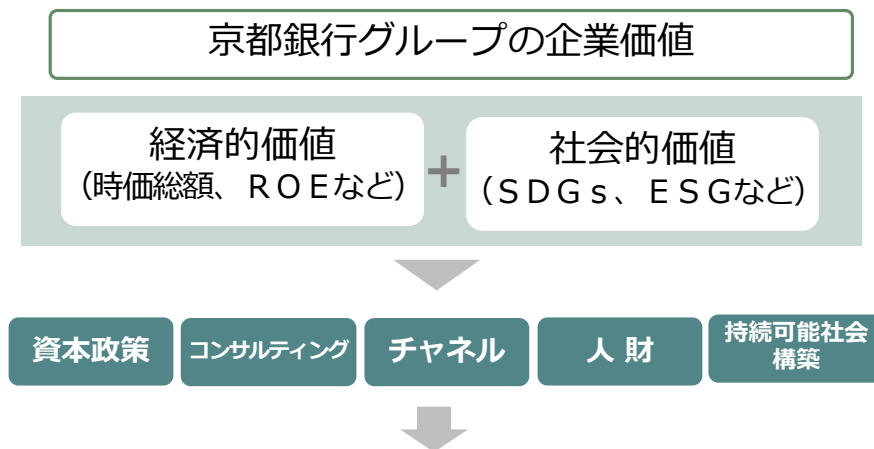 京都銀行グループの企業価値
経済的価値
（時価総額、ＲＯＥなど）
+
社会的価値
（ＳＤＧｓ、ＥＳＧなど）
資本政策
コンサルティング
チャネル
人 財
持続可能社会
構築